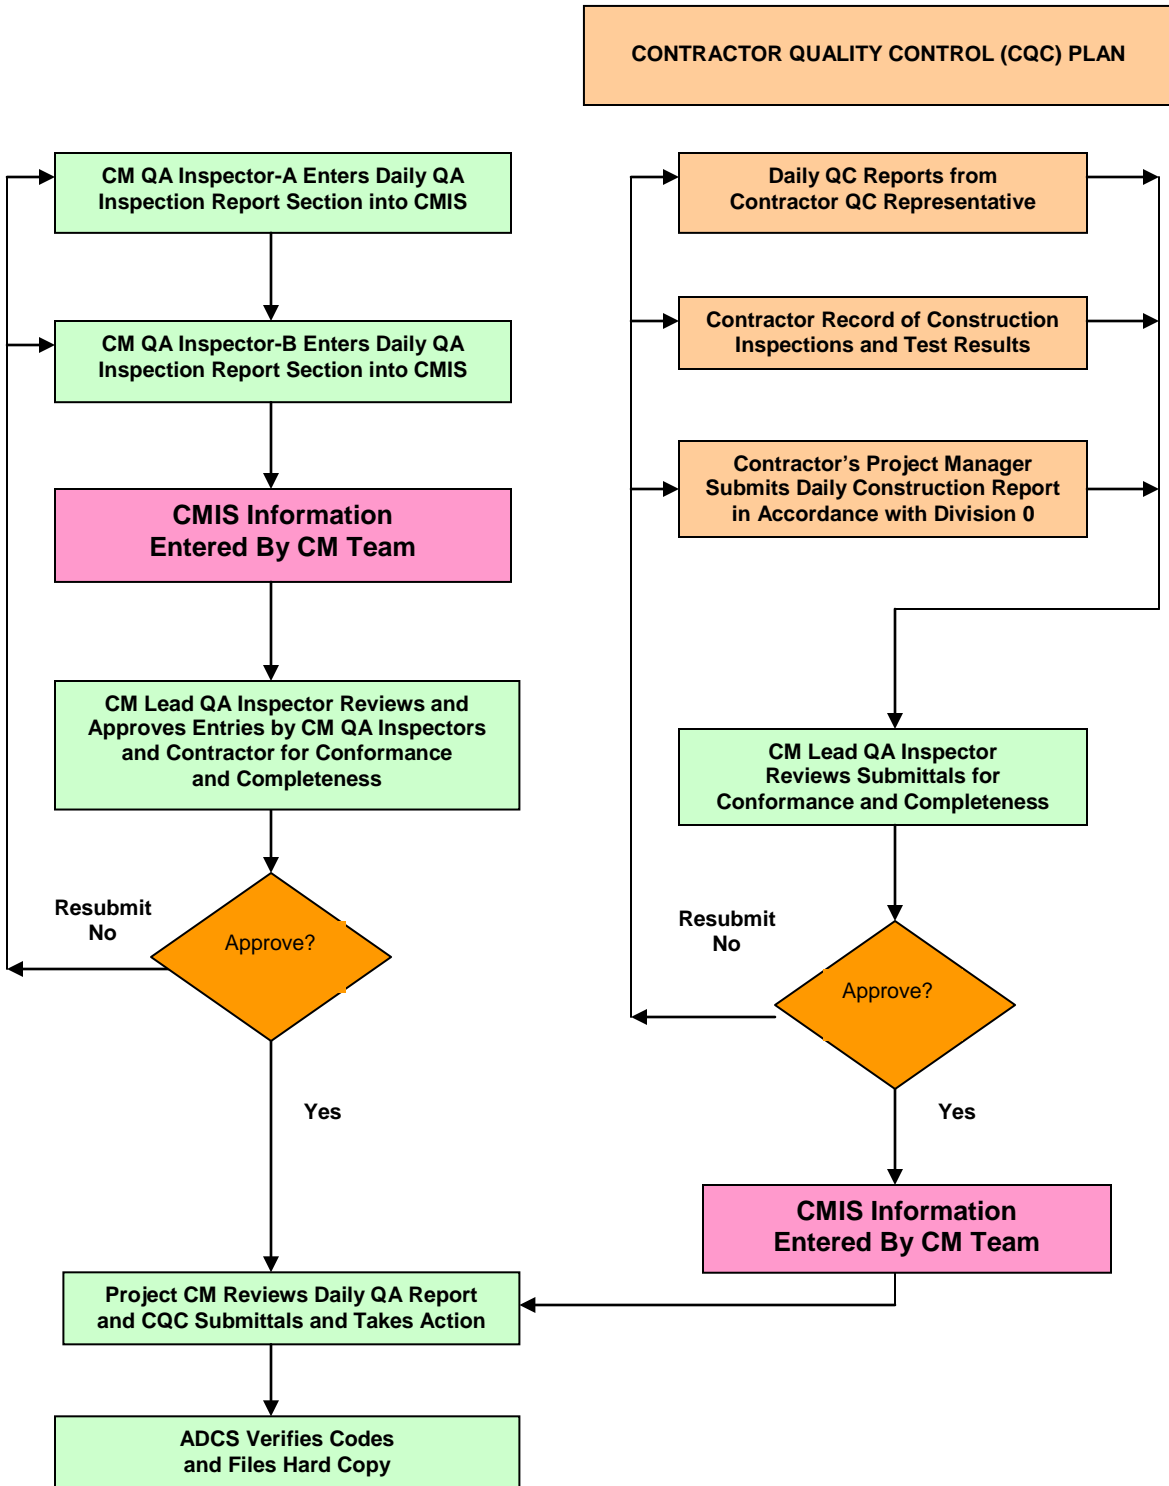 CONTRACTOR QUALITY CONTROL (CQC) PLAN
CM QA Inspector-A Enters Daily QA
Inspection Report Section into CMIS
CM QA Inspector-B Enters Daily QA
Inspection Report Section into CMIS
CMIS Information
Entered By CM Team
CM Lead QA Inspector Reviews and
Approves Entries by CM QA Inspectors
and Contractor for Conformance
and Completeness
Resubmit
No
Approve?
Yes
Daily QC Reports from
Contractor QC Representative
Contractor Record of Construction
Inspections and Test Results
Contractor’s Project Manager
Submits Daily Construction Report
in Accordance with Division 0
CM Lead QA Inspector
Reviews Submittals for
Conformance and Completeness
Resubmit
No
Approve?
Yes
CMIS Information
Entered By CM Team
Project CM Reviews Daily QA Report
and CQC Submittals and Takes Action
ADCS Verifies Codes
and Files Hard Copy